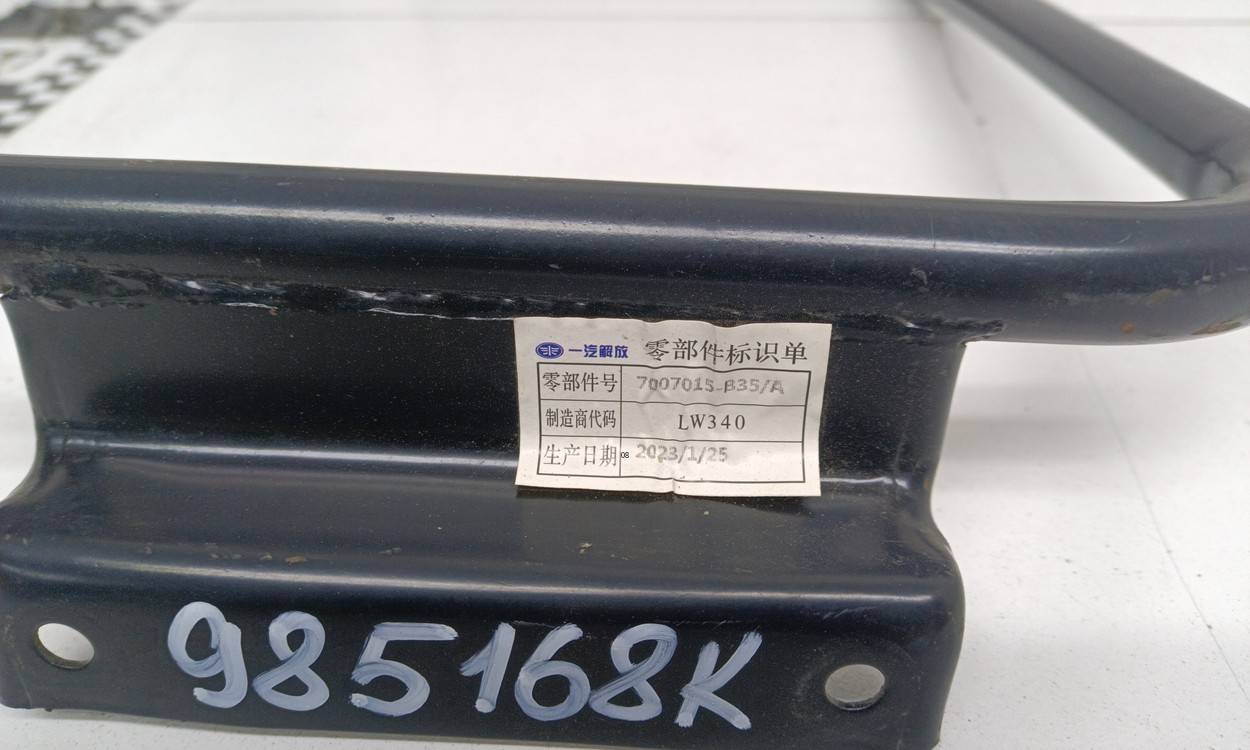 一汽解放 零部件标识单
零部件号 7007015-B35/A
制造商代码 LW340
生产日期 08 2023/1/25
985168K